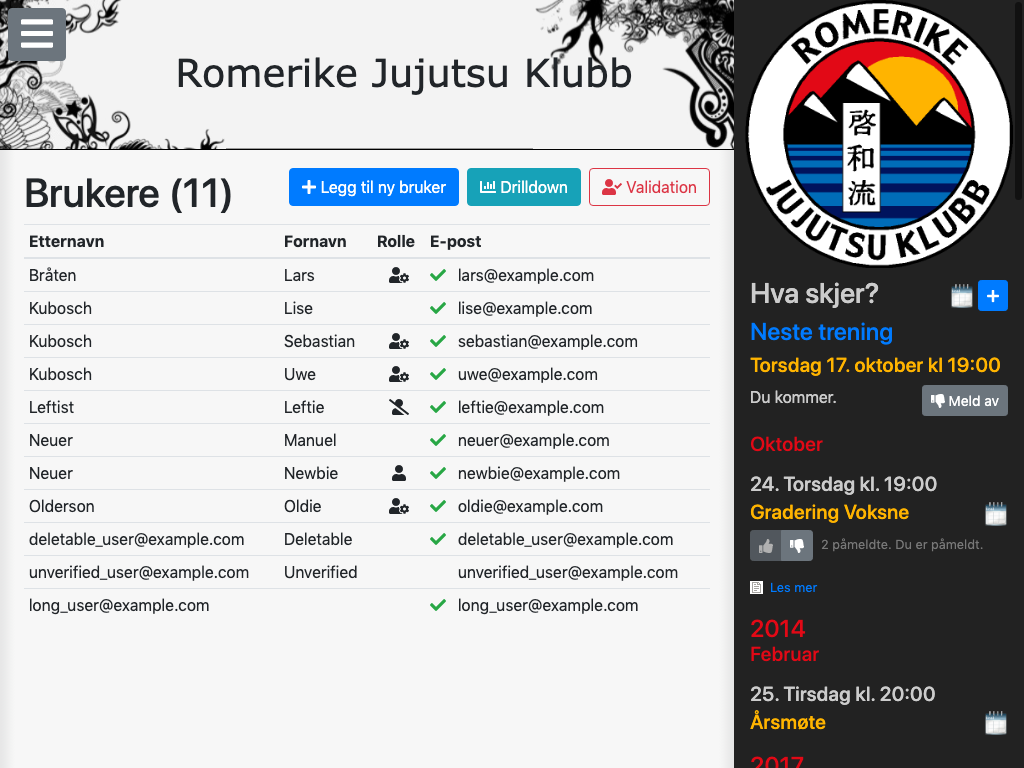 Romerike Jujutsu Klubb
Brukere (11)
Legg til ny bruker
Drilldown
Validation
Etternavn Fornavn Rolle E-post
Bråten Lars lars@example.com
Kubosch Lise lise@example.com
Kubosch Sebastian sebastian@example.com
Kubosch Uwe uwe@example.com
Leftist Leftie leftie@example.com
Neuer Manuel neuer@example.com
Neuer Newbie newbie@example.com
Olderson Oldie oldie@example.com
deletable_user@example.com Deletable deletable_user@example.com
unverified_user@example.com Unverified unverified_user@example.com
long_user@example.com long_user@example.com
ROMERIKE
啓和流
JUJUTSU KLUBB
Hva skjer?
Neste trening
Torsdag 17. oktober kl 19:00
Du kommer.
Meld av
Oktober
24. Torsdag kl. 19:00
Gradering Voksne
2 påmeldte. Du er påmeldt.
Les mer
2014
Februar
25. Tirsdag kl. 20:00
Årsmøte
2017